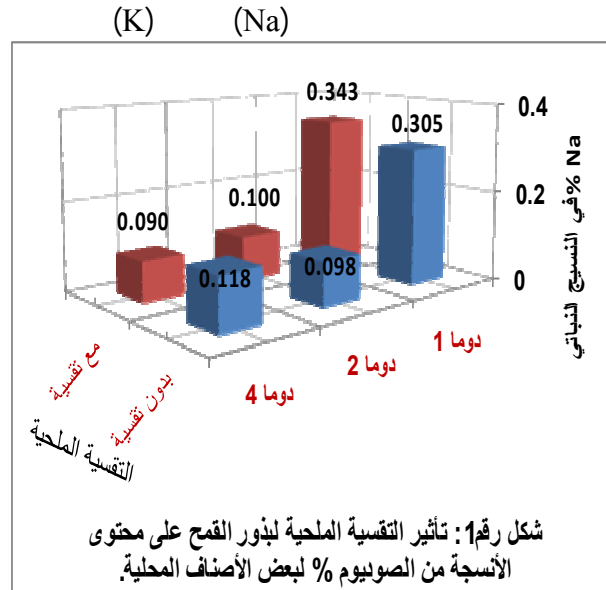 (K) (Na)
0.343
0.305
0.090
0.100
0.118
0.098
0.4
0.2
0
Na %في النسيج النباتي
دوما 1
دوما 2
دوما 4
مع تقسية
بدون تقسية
التقسية الملحية
شكل رقم1: تأثير التقسية الملحية لبذور القمح على محتوى
الأنسجة من الصوديوم % لبعض الأصناف المحلية.